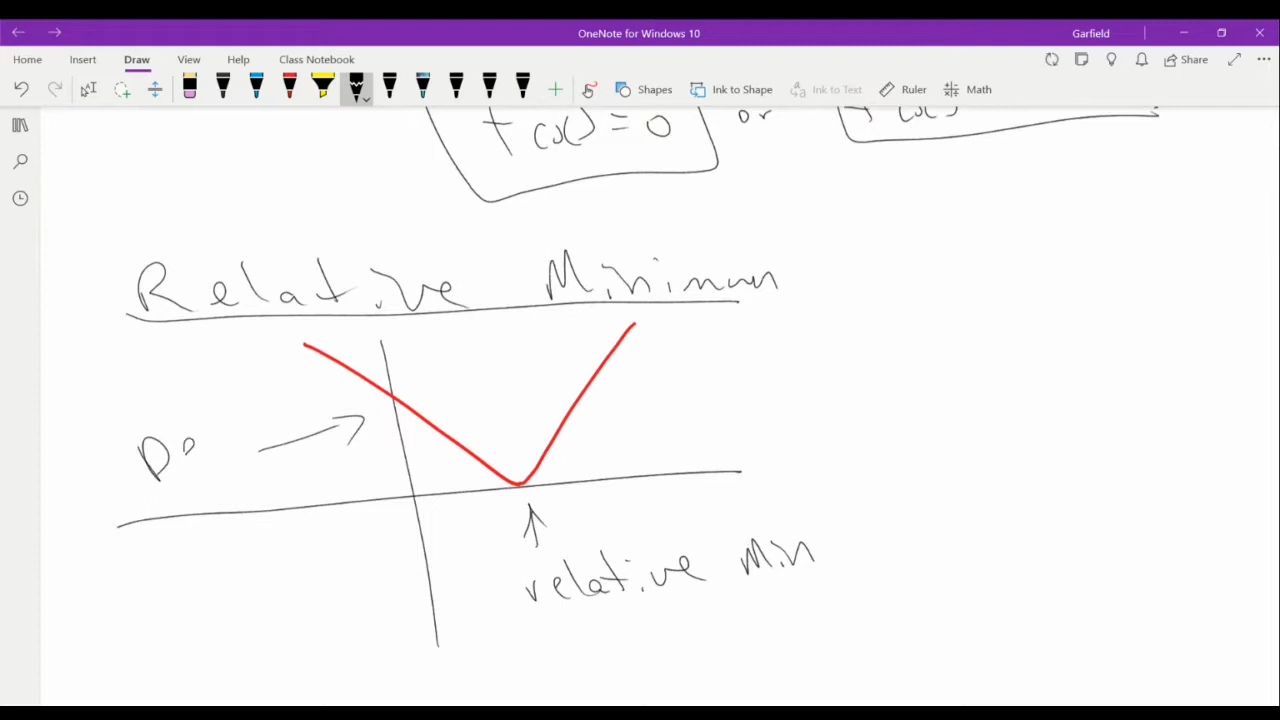 OneNote for Windows 10
Garfield
Home Insert Draw View Help Class Notebook
Share
Shapes Ink to Shape Ink to Text Ruler Math
(x) = 0 or
Relative Minimum
relative Min